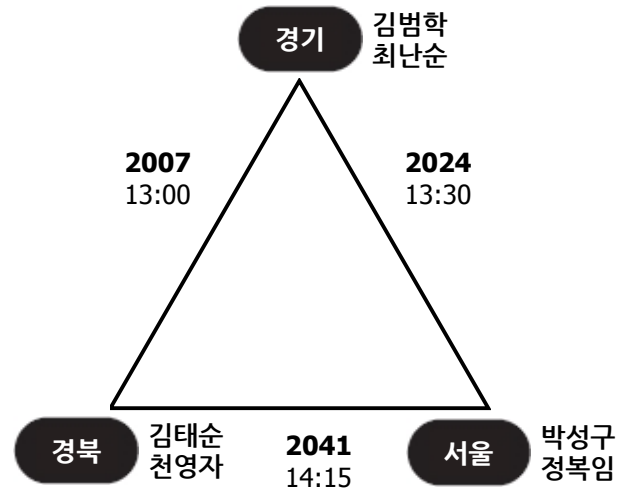 경기
김범학
최난순
2007
13:00
2024
13:30
경북
김태순
천영자
2041
14:15
서울
박성구
정복임